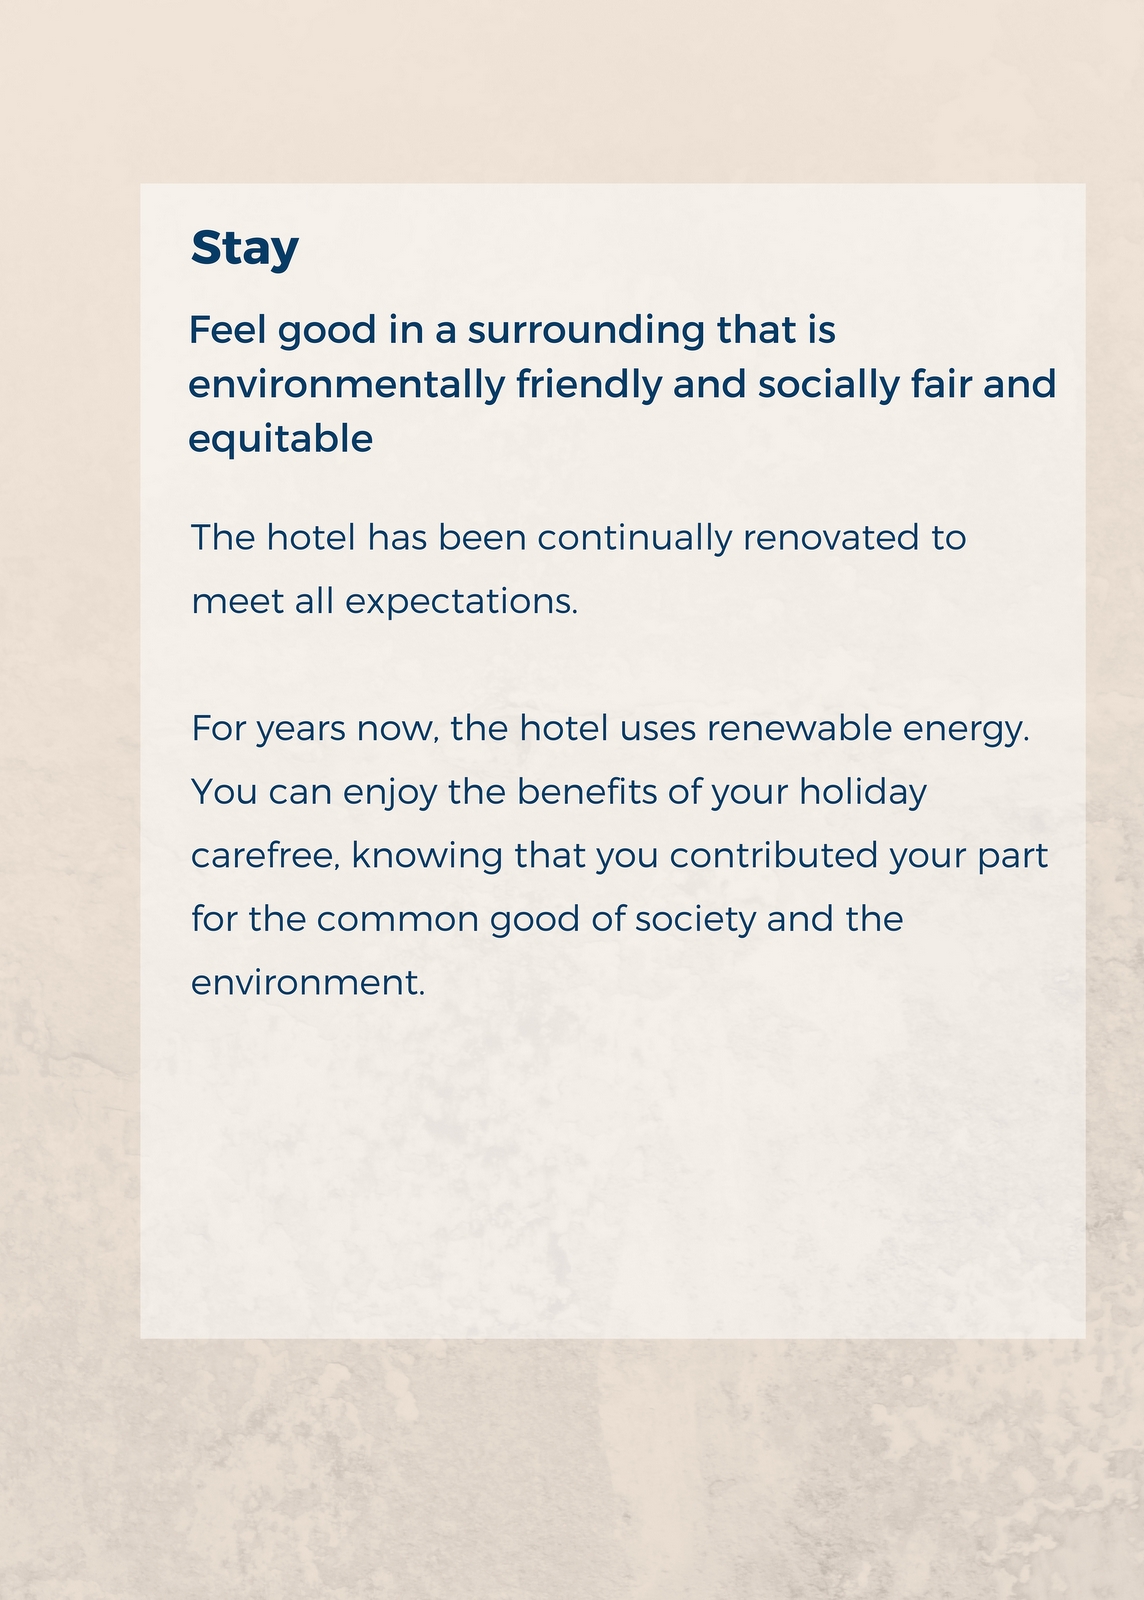 Stay
Feel good in a surrounding that is
environmentally friendly and socially fair and
equitable
The hotel has been continually renovated to
meet all expectations.
For years now, the hotel uses renewable energy.
You can enjoy the benefits of your holiday
carefree, knowing that you contributed your part
for the common good of society and the
environment.